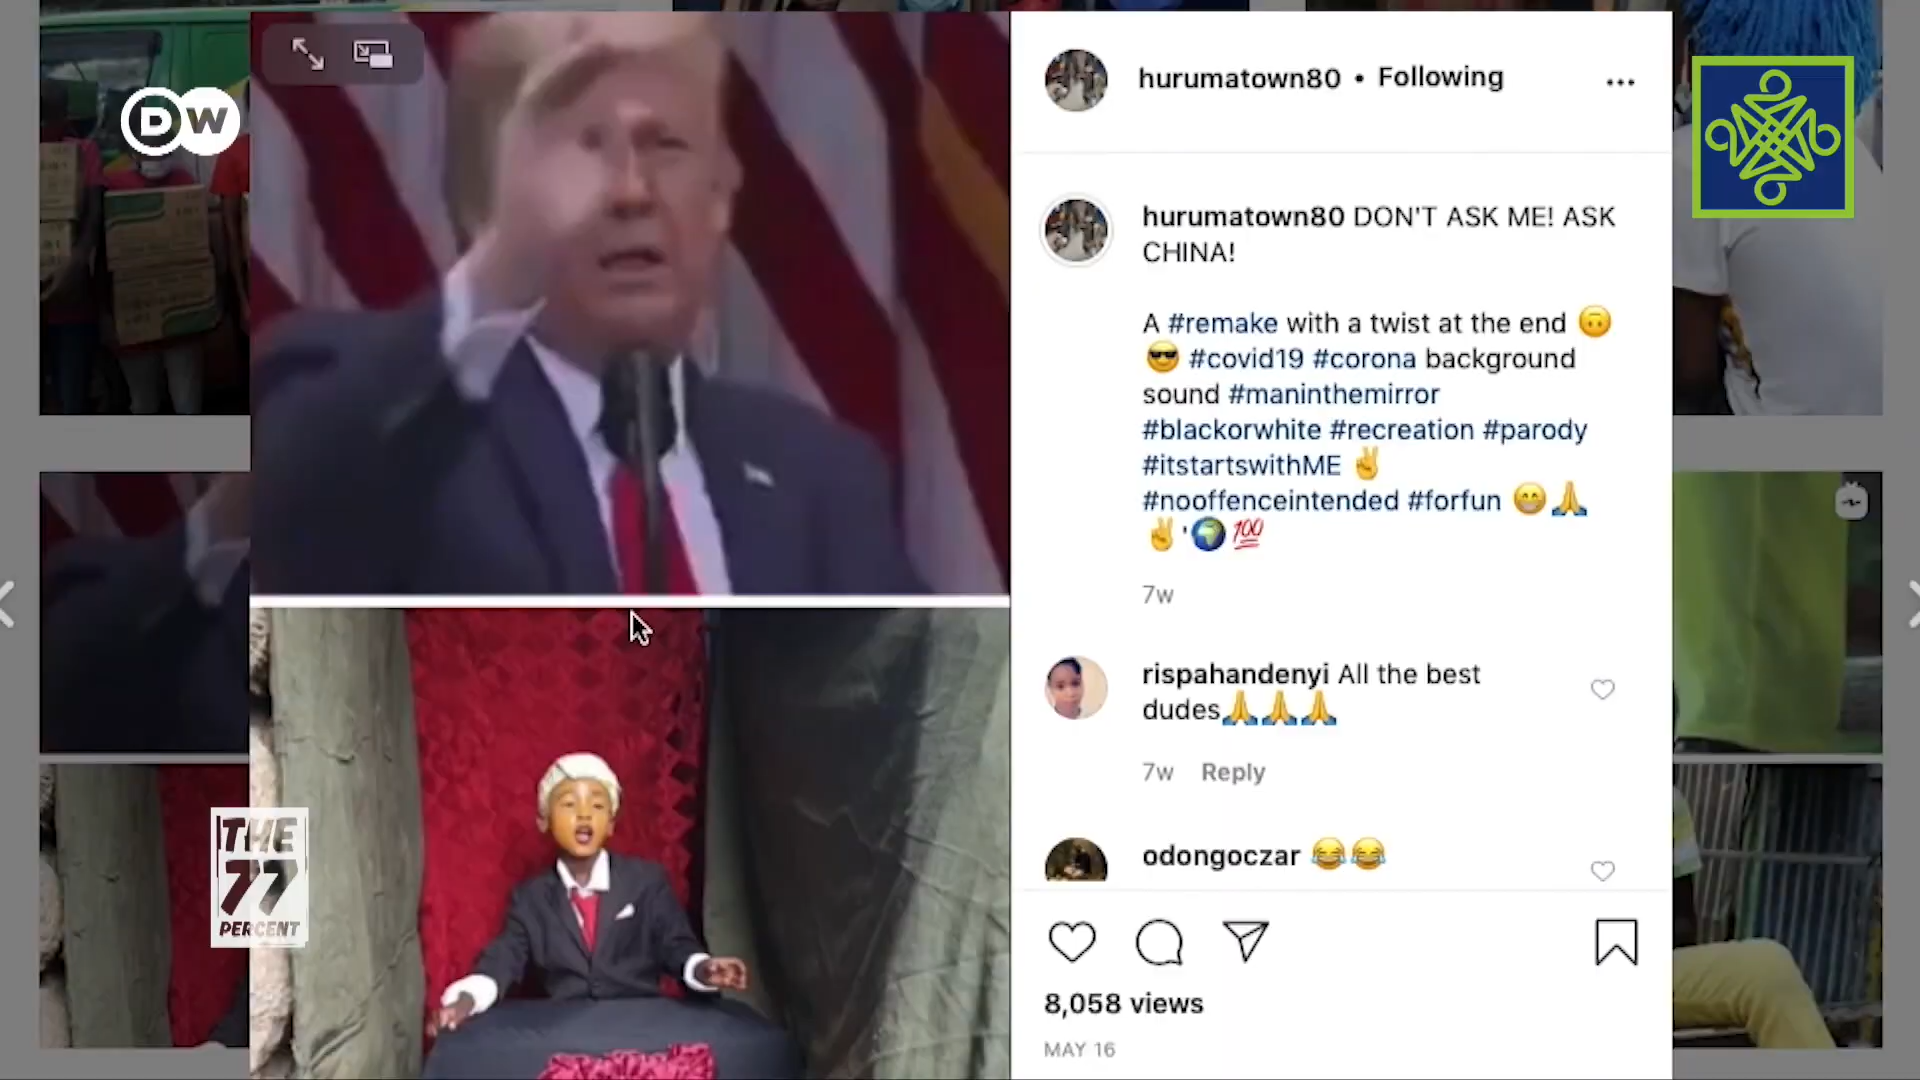 DW
hurumatown80 • Following
hurumatown80 DON'T ASK ME! ASK
CHINA!
A #remake with a twist at the end 🙃
😎 #covid19 #corona background
sound #maninthemirror
#blackorwhite #recreation #parody
#itstartswithME ✌
#nooffenceintended #forfun 😁🙏
✌'🌍💯
7w
rispahandenyi All the best
dudes🙏🙏🙏
7w Reply
odongoczar 😂😂
8,058 views
MAY 16
THE
77
PERCENT